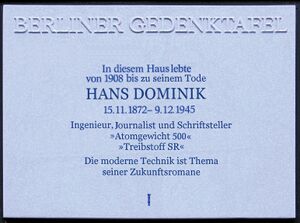 BERLINER GEDENKTAFEL
In diesem Haus lebte
von 1908 bis zu seinem Tode
HANS DOMINIK
15.11.1872 – 9.12.1945
Ingenieur, Journalist und Schriftsteller
»Atomgewicht 500«
»Treibstoff SR«
Die moderne Technik ist Thema
seiner Zukunftsromane